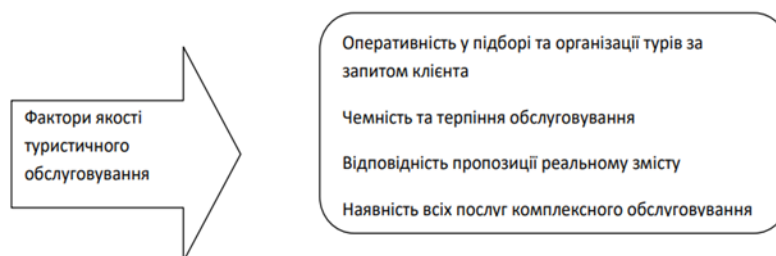 Фактори якості
туристичного
обслуговування
Оперативність у підборі та організації турів за
запитом клієнта
Чемність та терпіння обслуговування
Відповідність пропозиції реальному змісту
Наявність всіх послуг комплексного обслуговування